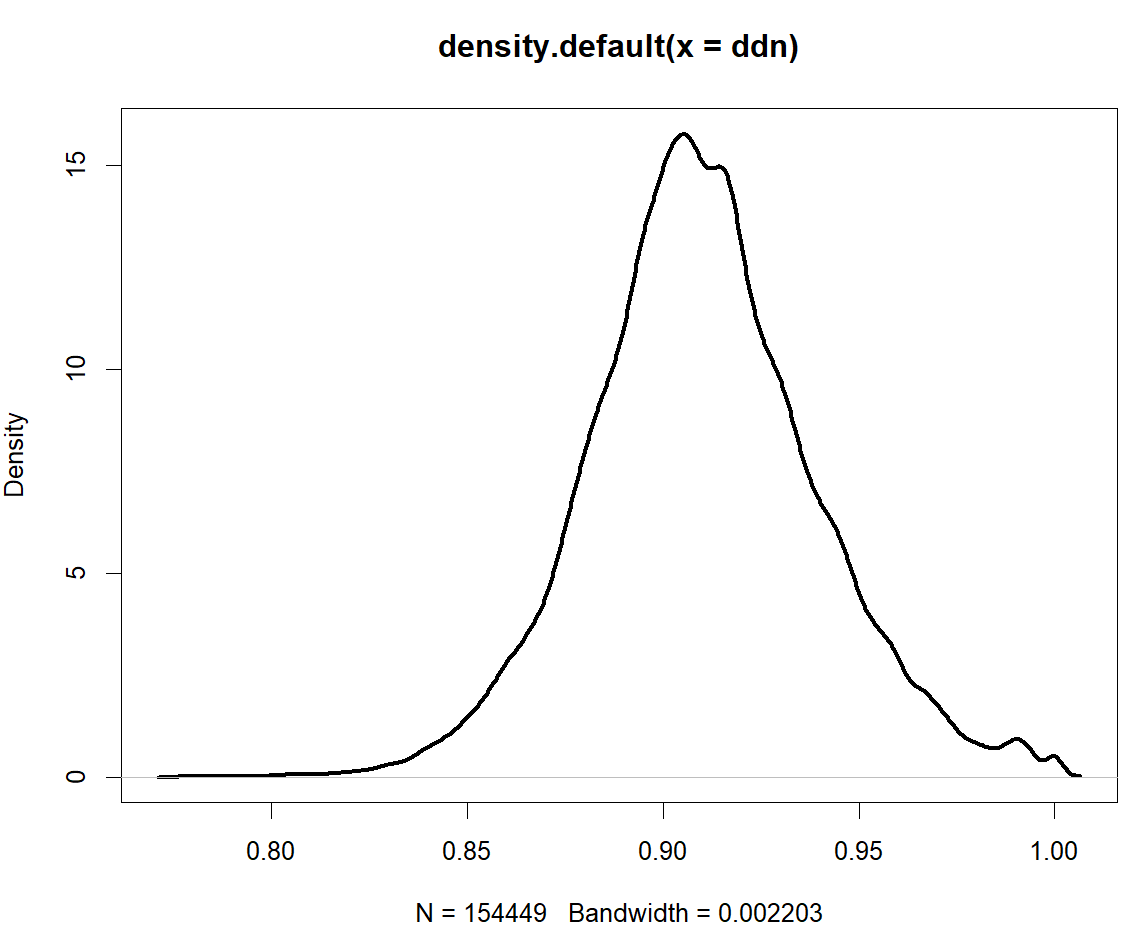 density.default(x = ddn)
Density
15
10
5
0
0.80 0.85 0.90 0.95 1.00
N = 154449 Bandwidth = 0.002203